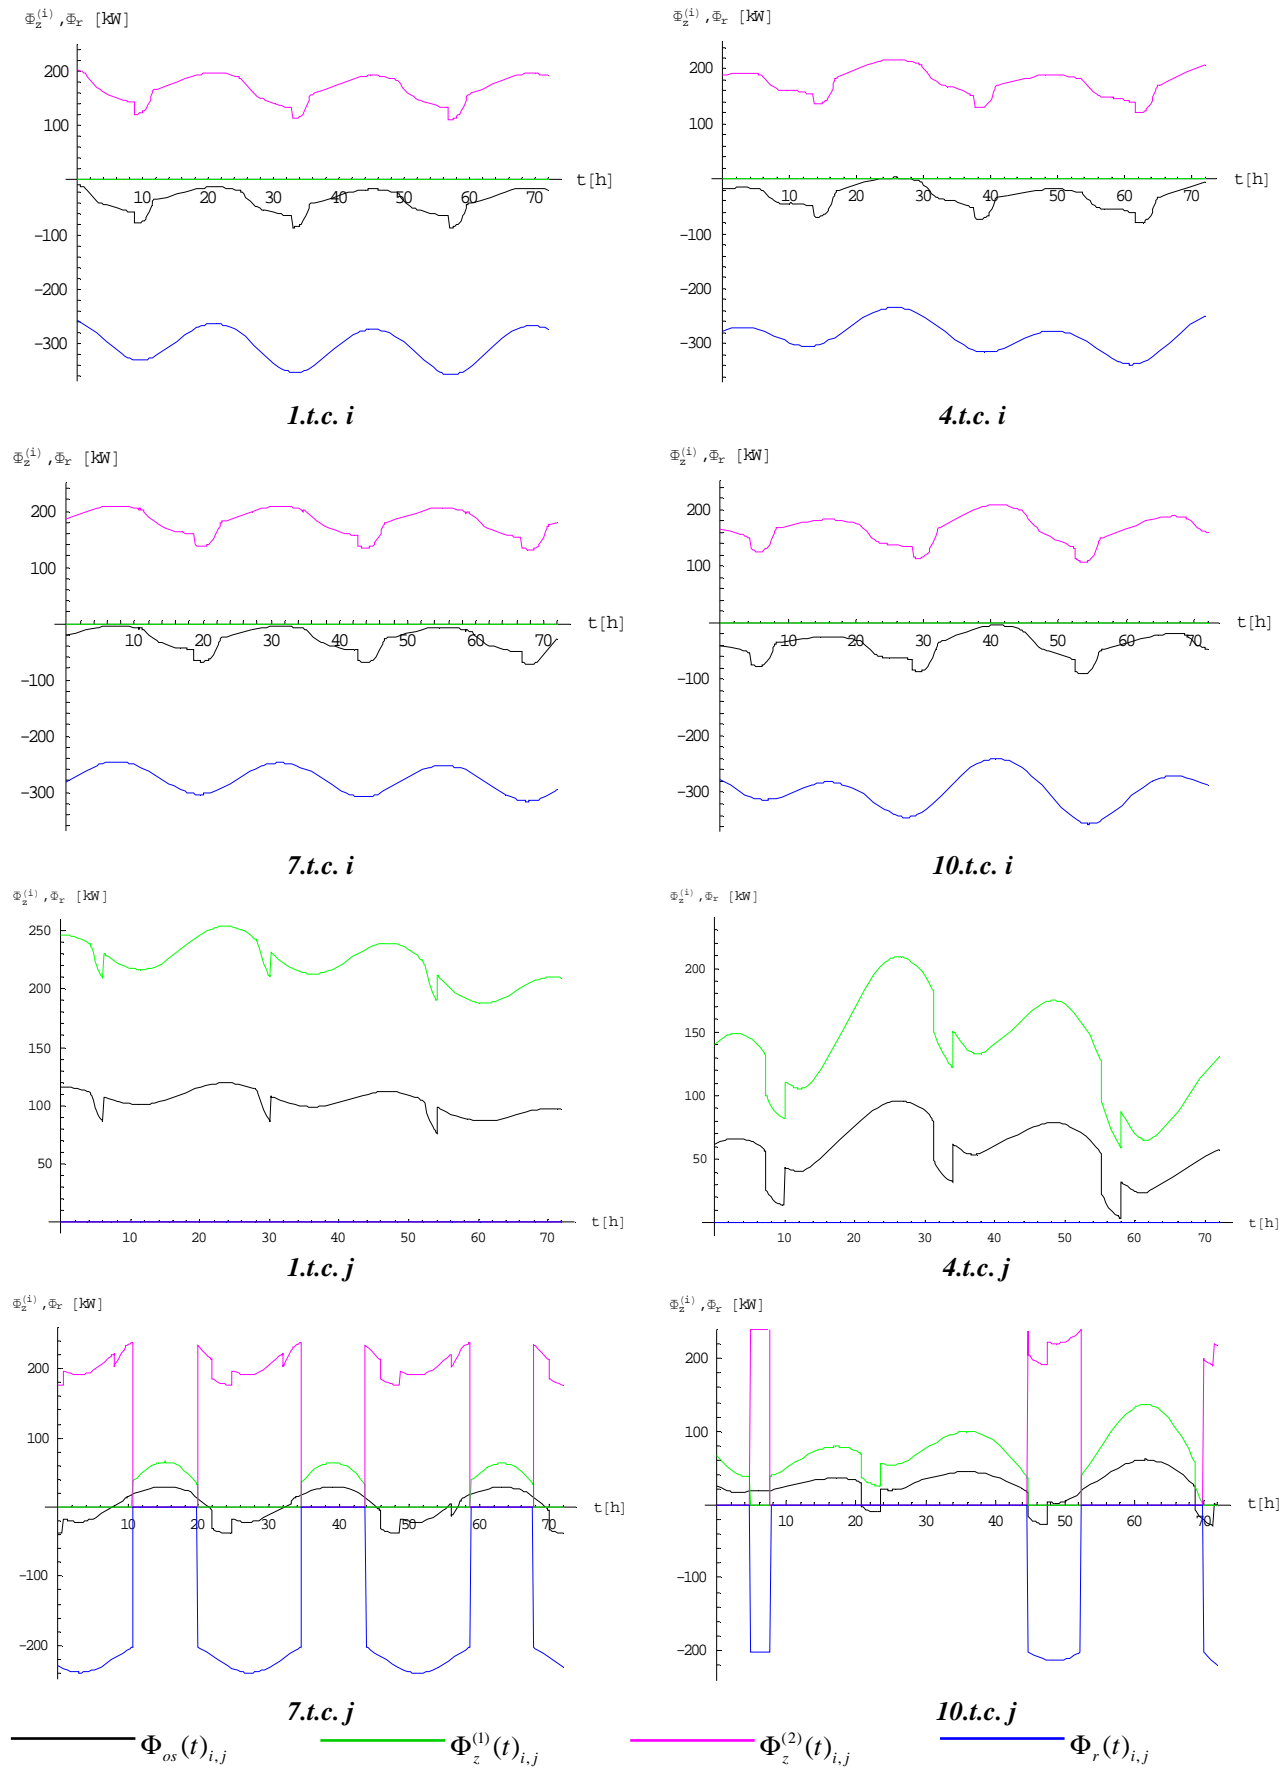 Φz(i),Φr [kW]
200
100
-100
-200
-300
10 20 30 40 50 60 70 t[h]
1.t.c. i
Φz(i),Φr [kW]
200
100
-100
-200
-300
10 20 30 40 50 60 70 t[h]
4.t.c. i
Φz(i),Φr [kW]
200
100
-100
-200
-300
10 20 30 40 50 60 70 t[h]
7.t.c. i
Φz(i),Φr [kW]
200
100
-100
-200
-300
10 20 30 40 50 60 70 t[h]
10.t.c. i
Φz(i),Φr [kW]
250
200
150
100
50
10 20 30 40 50 60 70 t[h]
1.t.c. j
Φz(i),Φr [kW]
200
150
100
50
10 20 30 40 50 60 70 t[h]
4.t.c. j
Φz(i),Φr [kW]
200
100
-100
-200
10 20 30 40 50 60 70 t[h]
7.t.c. j
Φz(i),Φr [kW]
200
100
-100
-200
10 20 30 40 50 60 70 t[h]
10.t.c. j
Φos(t)i,j Φz(1)(t)i,j Φz(2)(t)i,j Φr(t)i,j